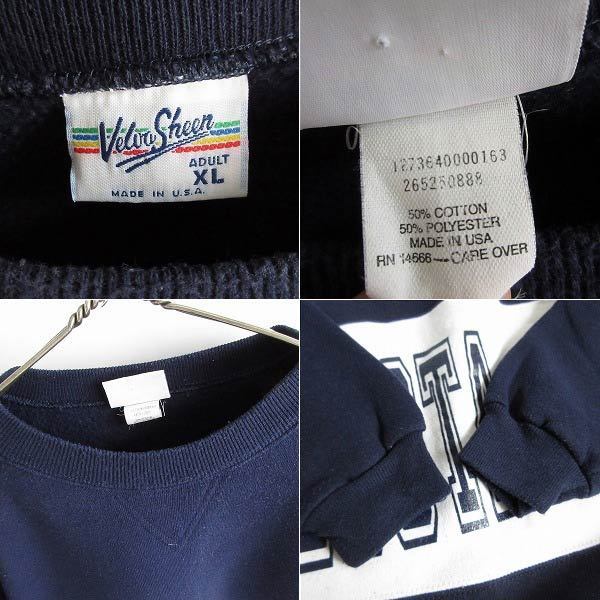 Velva Sheen
ADULT
XL
MADE IN U.S.A.
1273640000163
265250888
50% COTTON
50% POLYESTER
MADE IN USA
RN 14666—CARE OVER